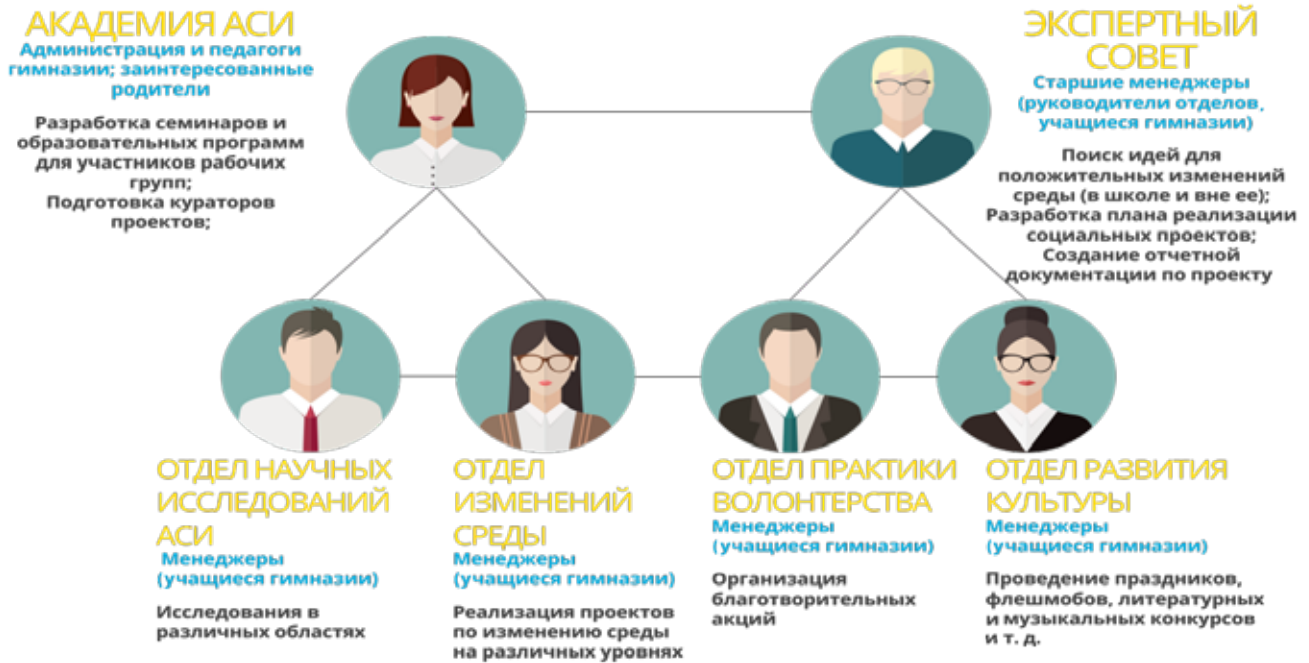 АКАДЕМИЯ АСИ
Администрация и педагоги
гимназии; заинтересованные
родители
Разработка семинаров и
образовательных программ
для участников рабочих
групп;
Подготовка кураторов
проектов;
ЭКСПЕРТНЫЙ
СОВЕТ
Старшие менеджеры
(руководители отделов,
учащиеся гимназии)
Поиск идей для
положительных изменений
среды (в школе и вне ее);
Разработка плана реализации
социальных проектов;
Создание отчетной
документации по проекту
ОТДЕЛ НАУЧНЫХ
ИССЛЕДОВАНИЙ
АСИ
Менеджеры
(учащиеся гимназии)
Исследования в
различных областях
ОТДЕЛ
ИЗМЕНЕНИЙ
СРЕДЫ
Менеджеры
(учащиеся гимназии)
Реализация проектов
по изменению среды
на различных уровнях
ОТДЕЛ ПРАКТИКИ
ВОЛОНТЕРСТВА
Менеджеры
(учащиеся гимназии)
Организация
благотворительных
акций
ОТДЕЛ РАЗВИТИЯ
КУЛЬТУРЫ
Менеджеры
(учащиеся гимназии)
Проведение праздников,
флешмобов, литературных
и музыкальных конкурсов
и т. д.